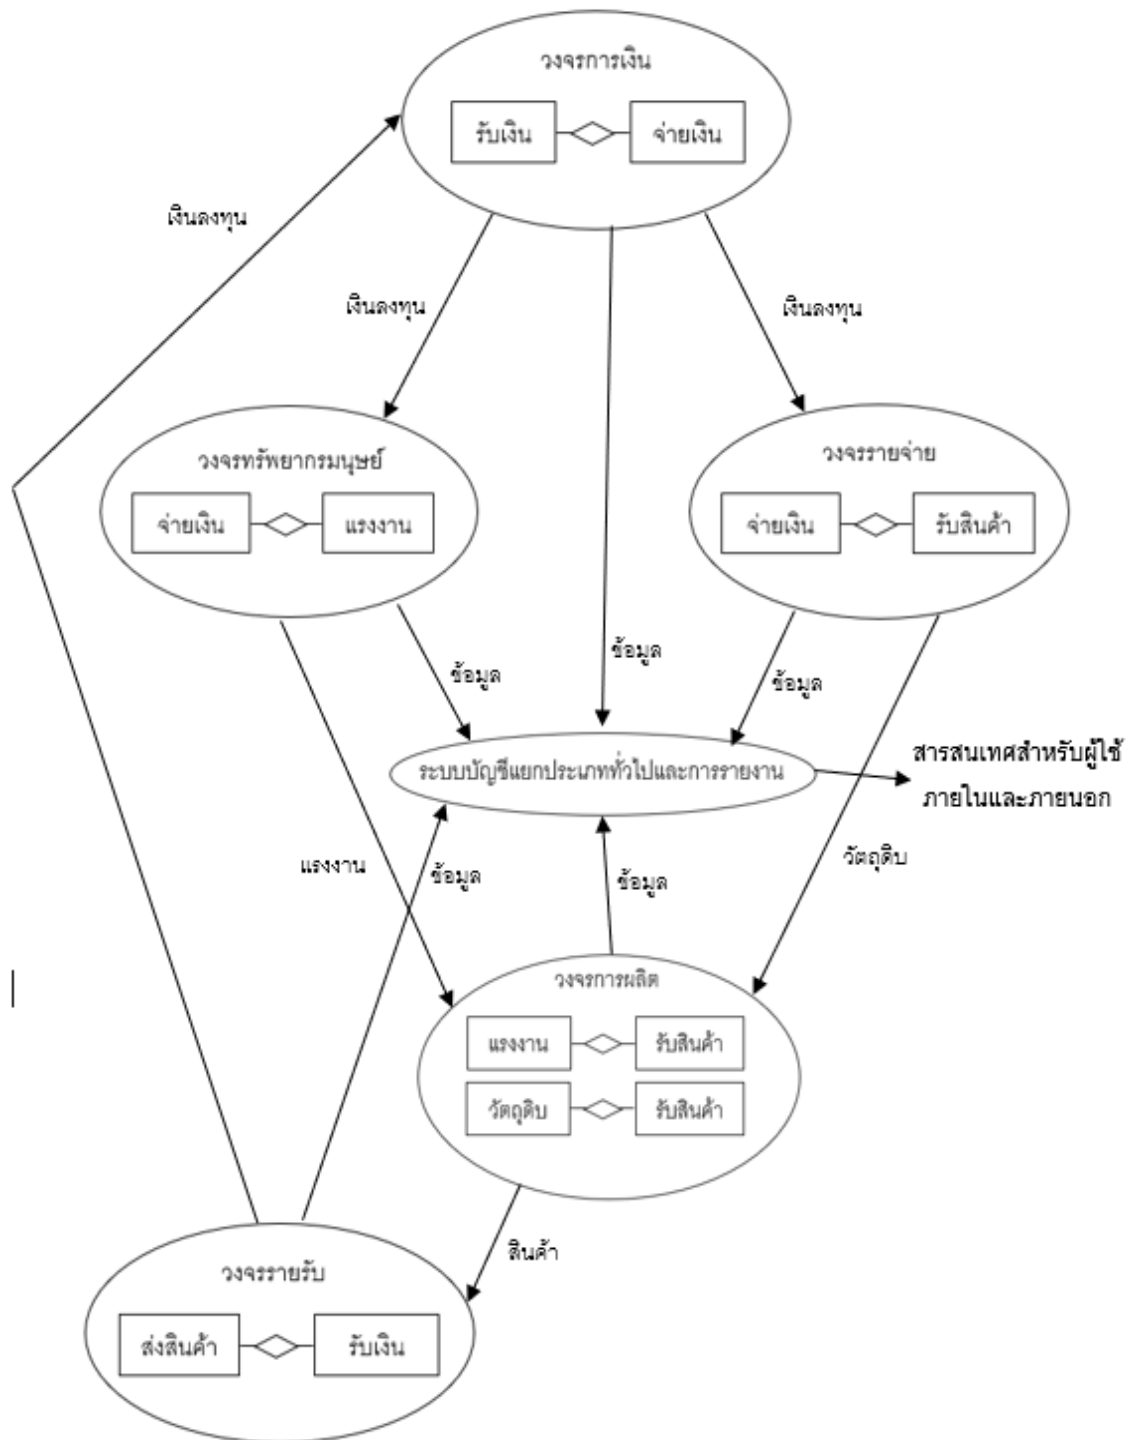 วงจรการเงิน
รับเงิน
จ่ายเงิน
เงินลงทุน
เงินลงทุน
เงินลงทุน
วงจรทรัพยากรมนุษย์
จ่ายเงิน
แรงงาน
วงจรรายจ่าย
จ่ายเงิน
รับสินค้า
ข้อมูล
ข้อมูล
ข้อมูล
ระบบบัญชีแยกประเภททั่วไปและการรายงาน
สารสนเทศสำหรับผู้ใช้
ภายในและภายนอก
แรงงาน
ข้อมูล
ข้อมูล
วัตถุดิบ
วงจรการผลิต
แรงงาน
รับสินค้า
วัตถุดิบ
รับสินค้า
สินค้า
วงจรรายรับ
ส่งสินค้า
รับเงิน